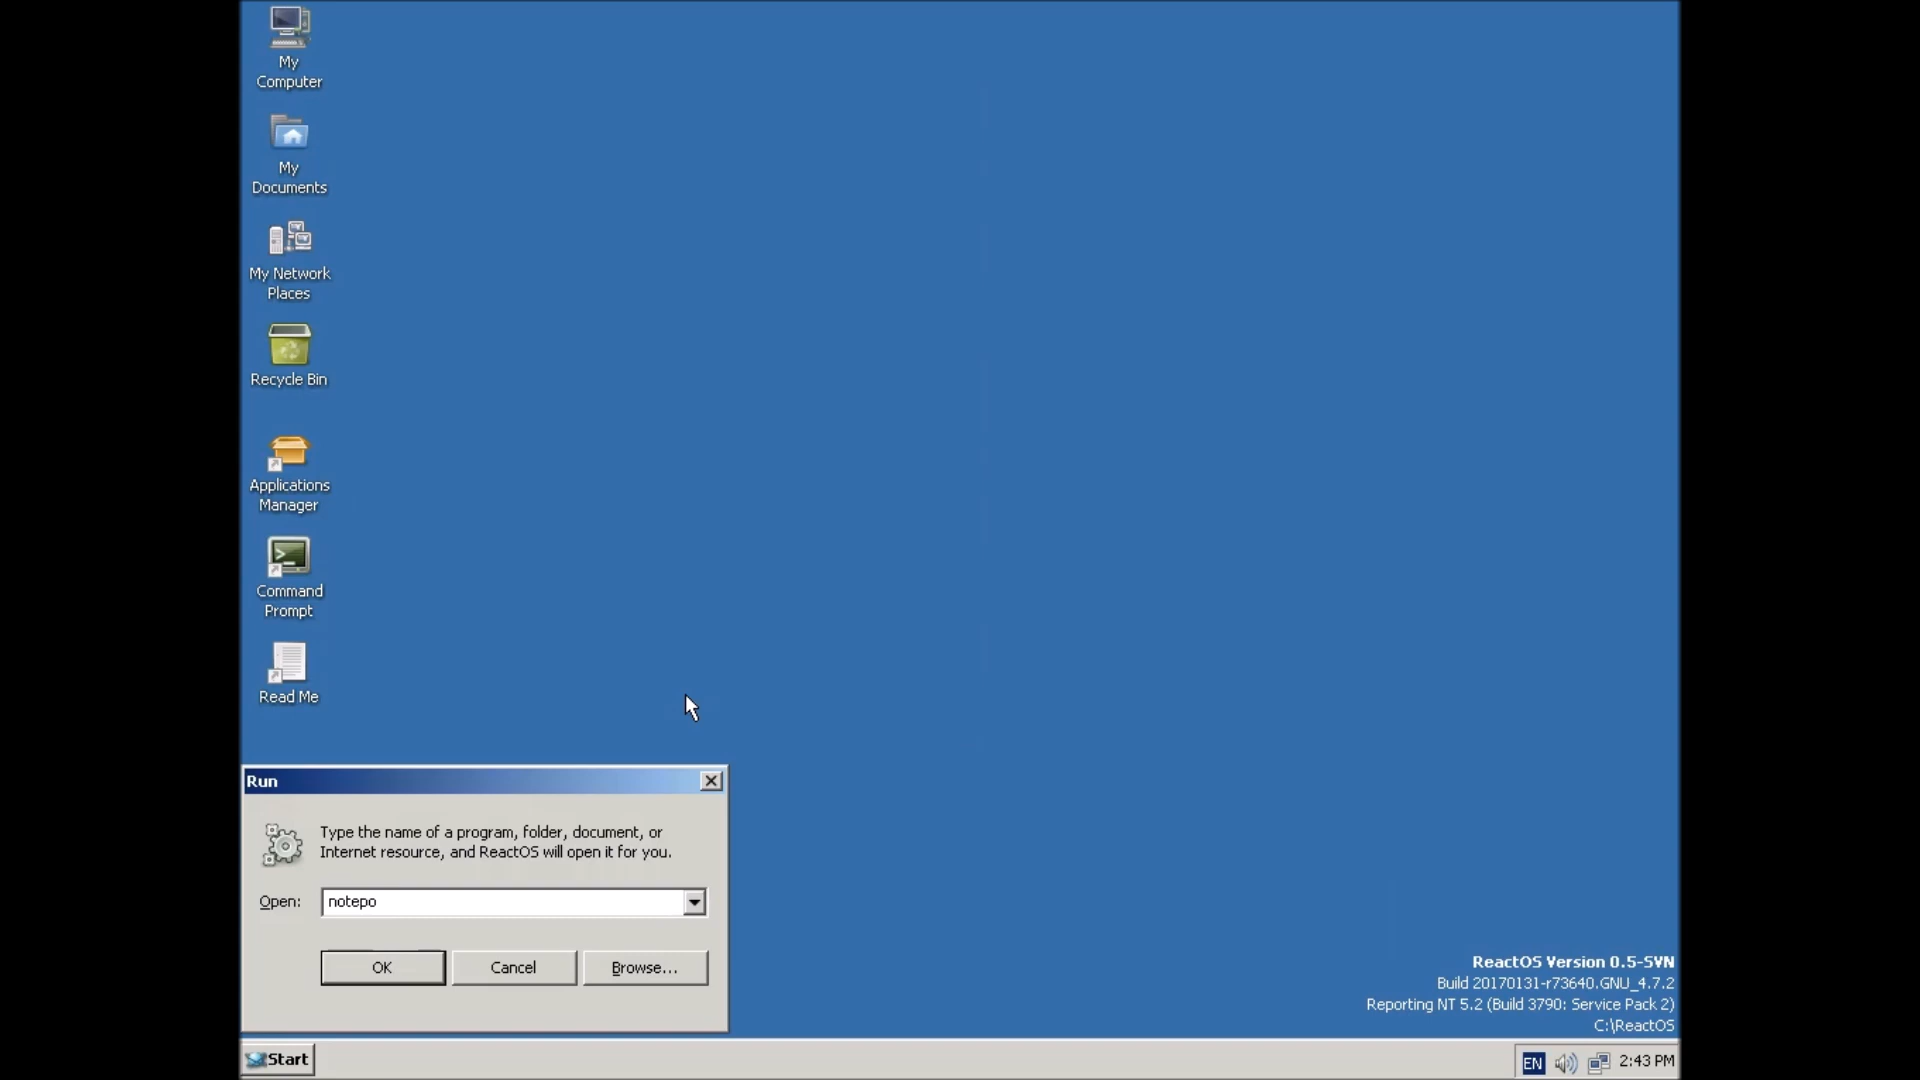 My
Computer
My
Documents
My Network
Places
Recycle Bin
Applications
Manager
Command
Prompt
Read Me
Run
Type the name of a program, folder, document, or
Internet resource, and ReactOS will open it for you.
Open: notepo
OK Cancel Browse...
ReactOS Version 0.5-SVN
Build 20170131-r73640.GNU_4.7.2
Reporting NT 5.2 (Build 3790: Service Pack 2)
C:\ReactOS
Start EN 2:43 PM